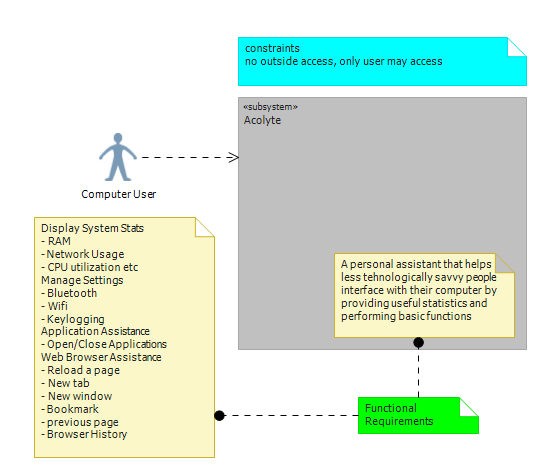 constraints
no outside access, only user may access
«subsystem»
Acolyte
Computer User
Display System Stats
- RAM
- Network Usage
- CPU utilization etc
Manage Settings
- Bluetooth
- Wifi
- Keylogging
Application Assistance
- Open/Close Applications
Web Browser Assistance
- Reload a page
- New tab
- New window
- Bookmark
- previous page
- Browser History
A personal assistant that helps
less tehnologically savvy people
interface with their computer by
providing useful statistics and
performing basic functions
Functional
Requirements